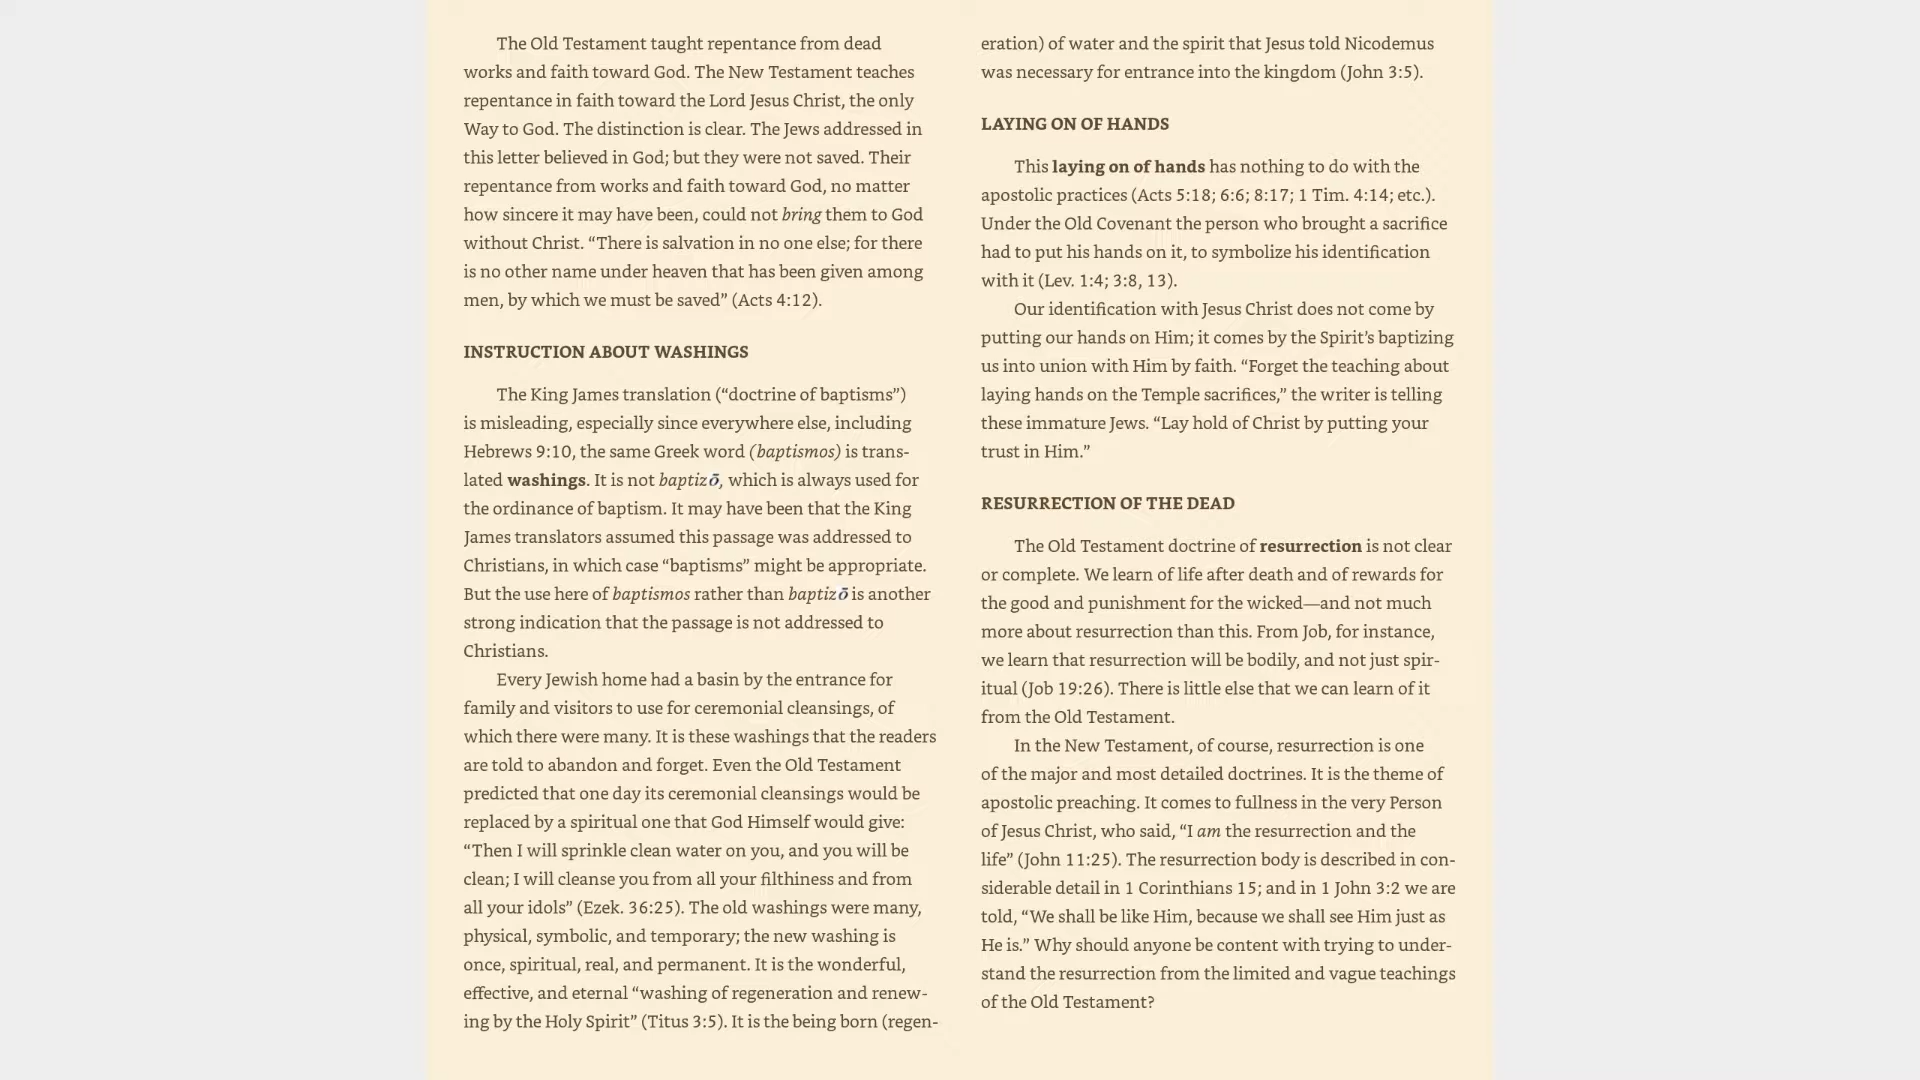 The Old Testament taught repentance from dead
works and faith toward God. The New Testament teaches
repentance in faith toward the Lord Jesus Christ, the only
Way to God. The distinction is clear. The Jews addressed in
this letter believed in God; but they were not saved. Their
repentance from works and faith toward God, no matter
how sincere it may have been, could not bring them to God
without Christ. “There is salvation in no one else; for there
is no other name under heaven that has been given among
men, by which we must be saved” (Acts 4:12).
INSTRUCTION ABOUT WASHINGS
The King James translation (“doctrine of baptisms”)
is misleading, especially since everywhere else, including
Hebrews 9:10, the same Greek word (baptismos) is trans-
lated washings. It is not baptizō, which is always used for
the ordinance of baptism. It may have been that the King
James translators assumed this passage was addressed to
Christians, in which case “baptisms” might be appropriate.
But the use here of baptismos rather than baptizō is another
strong indication that the passage is not addressed to
Christians.
Every Jewish home had a basin by the entrance for
family and visitors to use for ceremonial cleansings, of
which there were many. It is these washings that the readers
are told to abandon and forget. Even the Old Testament
predicted that one day its ceremonial cleansings would be
replaced by a spiritual one that God Himself would give:
“Then I will sprinkle clean water on you, and you will be
clean; I will cleanse you from all your filthiness and from
all your idols” (Ezek. 36:25). The old washings were many,
physical, symbolic, and temporary; the new washing is
once, spiritual, real, and permanent. It is the wonderful,
effective, and eternal “washing of regeneration and renew-
ing by the Holy Spirit” (Titus 3:5). It is the being born (regen-
eration) of water and the spirit that Jesus told Nicodemus
was necessary for entrance into the kingdom (John 3:5).
LAYING ON OF HANDS
This laying on of hands has nothing to do with the
apostolic practices (Acts 5:18; 6:6; 8:17; 1 Tim. 4:14; etc.).
Under the Old Covenant the person who brought a sacrifice
had to put his hands on it, to symbolize his identification
with it (Lev. 1:4; 3:8, 13).
Our identification with Jesus Christ does not come by
putting our hands on Him; it comes by the Spirit’s baptizing
us into union with Him by faith. “Forget the teaching about
laying hands on the Temple sacrifices,” the writer is telling
these immature Jews. “Lay hold of Christ by putting your
trust in Him.”
RESURRECTION OF THE DEAD
The Old Testament doctrine of resurrection is not clear
or complete. We learn of life after death and of rewards for
the good and punishment for the wicked—and not much
more about resurrection than this. From Job, for instance,
we learn that resurrection will be bodily, and not just spir-
itual (Job 19:26). There is little else that we can learn of it
from the Old Testament.
In the New Testament, of course, resurrection is one
of the major and most detailed doctrines. It is the theme of
apostolic preaching. It comes to fullness in the very Person
of Jesus Christ, who said, “I am the resurrection and the
life” (John 11:25). The resurrection body is described in con-
siderable detail in 1 Corinthians 15; and in 1 John 3:2 we are
told, “We shall be like Him, because we shall see Him just as
He is.” Why should anyone be content with trying to under-
stand the resurrection from the limited and vague teachings
of the Old Testament?